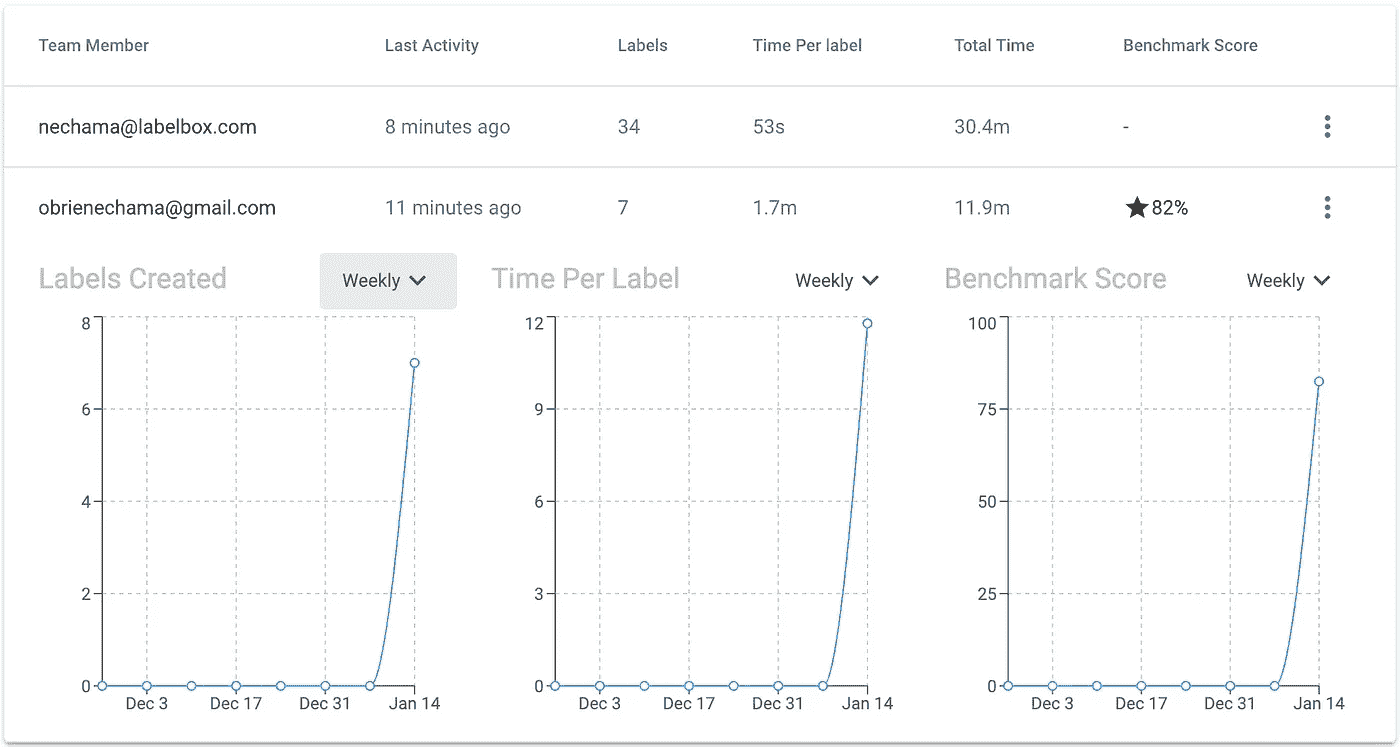 Team Member Last Activity Labels Time Per label Total Time Benchmark Score
nechama@labelbox.com 8 minutes ago 34 53s 30.4m -
obrienechama@gmail.com 11 minutes ago 7 1.7m 11.9m ★82%
Labels Created Weekly Time Per Label Weekly Benchmark Score Weekly
8 12 100
6 9 75
4 6 50
2 3 25
0 0 0
Dec 3 Dec 17 Dec 31 Jan 14 Dec 3 Dec 17 Dec 31 Jan 14 Dec 3 Dec 17 Dec 31 Jan 14